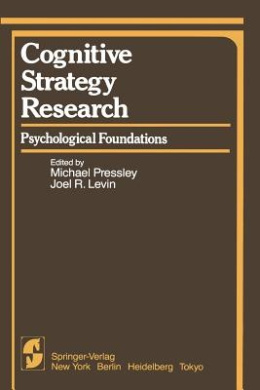 Cognitive
Strategy
Research
Psychological Foundations
Edited by
Michael Pressley
Joel R. Levin
Springer-Verlag
New York Berlin Heidelberg Tokyo